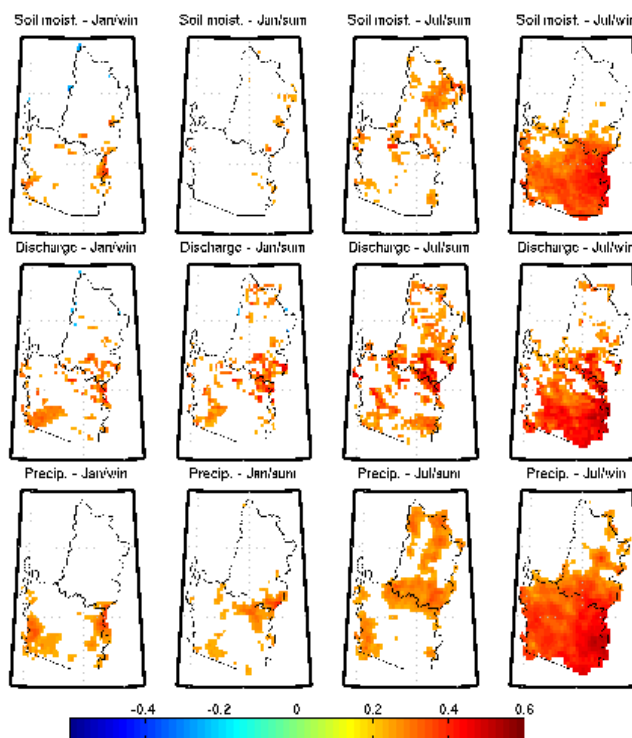 Soil moist. - Jan/win
Soil moist. - Jan/sum
Soil moist. - Jul/sum
Soil moist. - Jul/win
Discharge - Jan/win
Discharge - Jan/sum
Discharge - Jul/sum
Discharge - Jul/win
Precip. - Jan/win
Precip. - Jan/sum
Precip. - Jul/sum
Precip. - Jul/win
-0.4 -0.2 0 0.2 0.4 0.6